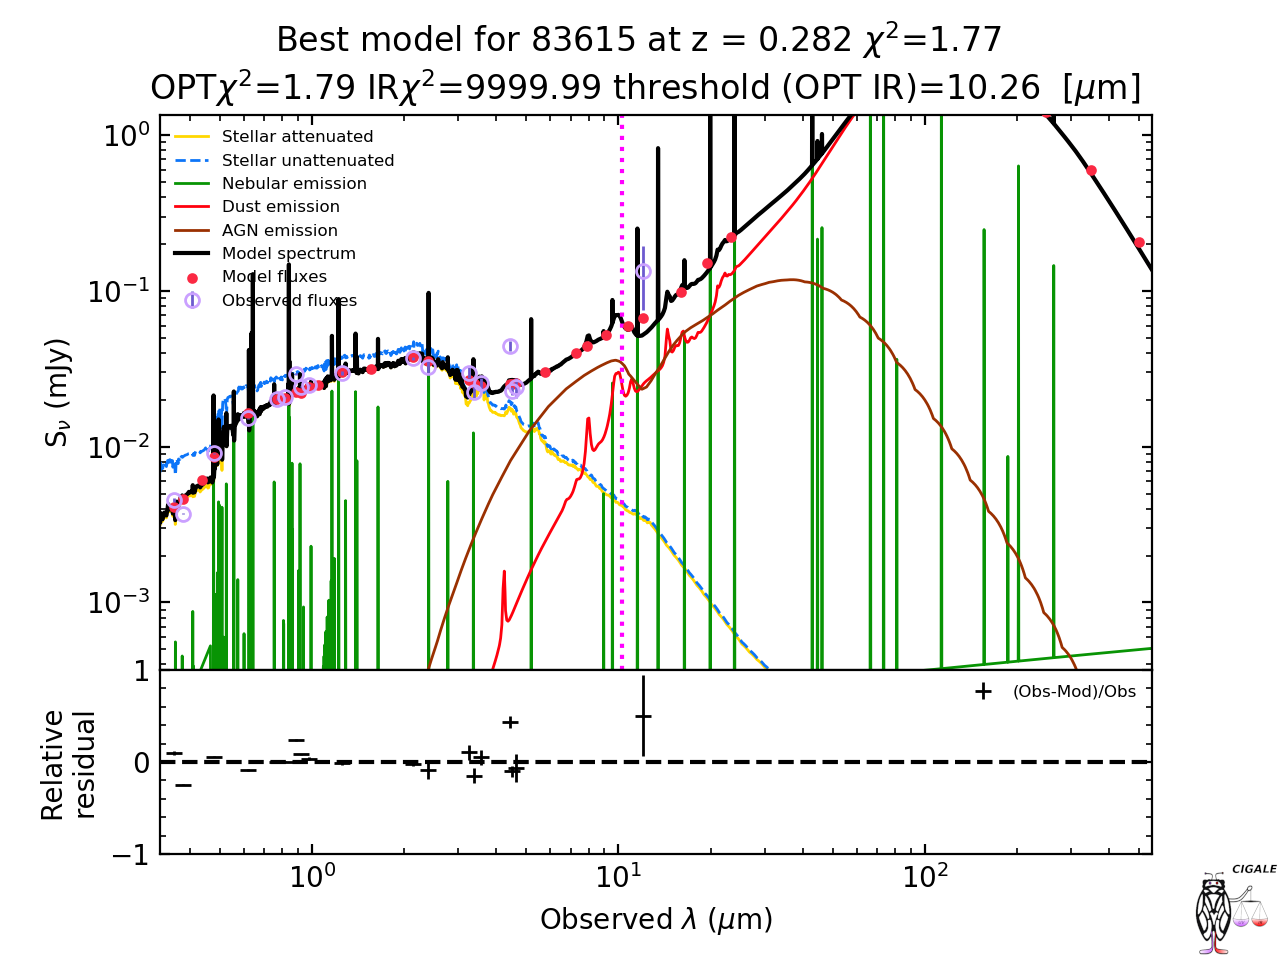 Best model for 83615 at z = 0.282 χ²=1.77
OPTχ²=1.79 IRχ²=9999.99 threshold (OPT IR)=10.26  [μm]
Stellar attenuated
Stellar unattenuated
Nebular emission
Dust emission
AGN emission
Model spectrum
Model fluxes
Observed fluxes
10⁰
10⁻¹
10⁻²
10⁻³
Sν (mJy)
1
0
−1
Relative
residual
(Obs-Mod)/Obs
10⁰ 10¹ 10²
Observed λ (μm)
CIGALE